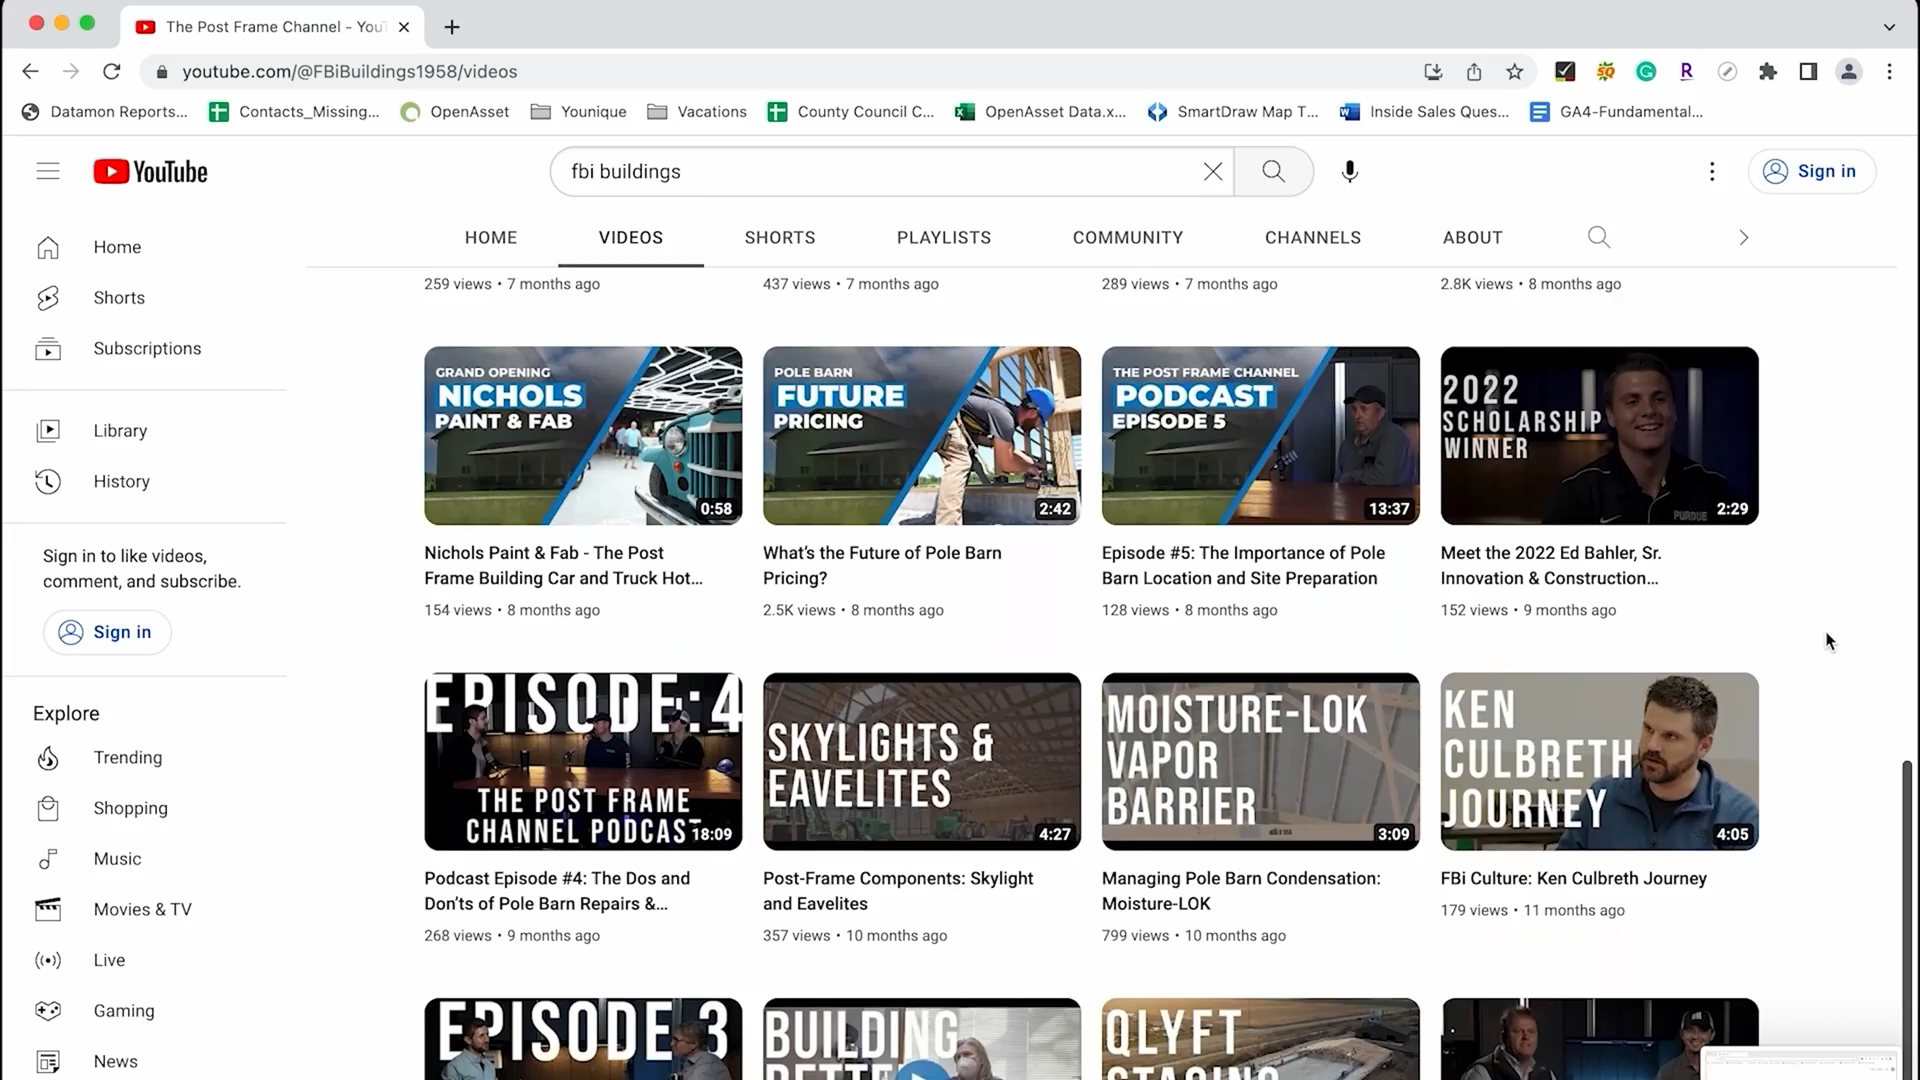 The Post Frame Channel - YouT
youtube.com/@FBiBuildings1958/videos
Datamon Reports...
Contacts_Missing...
OpenAsset
Younique
Vacations
County Council C...
OpenAsset Data.x...
SmartDraw Map T...
Inside Sales Ques...
GA4-Fundamental...
YouTube
fbi buildings
Sign in
HOME
VIDEOS
SHORTS
PLAYLISTS
COMMUNITY
CHANNELS
ABOUT
Home
Shorts
Subscriptions
Library
History
Sign in to like videos,
comment, and subscribe.
Sign in
Explore
Trending
Shopping
Music
Movies & TV
Live
Gaming
News
259 views • 7 months ago
437 views • 7 months ago
289 views • 7 months ago
2.8K views • 8 months ago
GRAND OPENING
NICHOLS
PAINT & FAB
0:58
Nichols Paint & Fab - The Post
Frame Building Car and Truck Hot...
154 views • 8 months ago
POLE BARN
FUTURE
PRICING
2:42
What's the Future of Pole Barn
Pricing?
2.5K views • 8 months ago
THE POST FRAME CHANNEL
PODCAST
EPISODE 5
13:37
Episode #5: The Importance of Pole
Barn Location and Site Preparation
128 views • 8 months ago
2022
SCHOLARSHIP
WINNER
PURDUE
2:29
Meet the 2022 Ed Bahler, Sr.
Innovation & Construction...
152 views • 9 months ago
EPISODE:4
THE POST FRAME
CHANNEL PODCAST
18:09
Podcast Episode #4: The Dos and
Don'ts of Pole Barn Repairs &...
268 views • 9 months ago
SKYLIGHTS &
EAVELITES
4:27
Post-Frame Components: Skylight
and Eavelites
357 views • 10 months ago
MOISTURE-LOK
VAPOR
BARRIER
3:09
Managing Pole Barn Condensation:
Moisture-LOK
799 views • 10 months ago
KEN
CULBRETH
JOURNEY
4:05
FBi Culture: Ken Culbreth Journey
179 views • 11 months ago
EPISODE 3
BUILDING
BETTER
QLYFT
STAGING